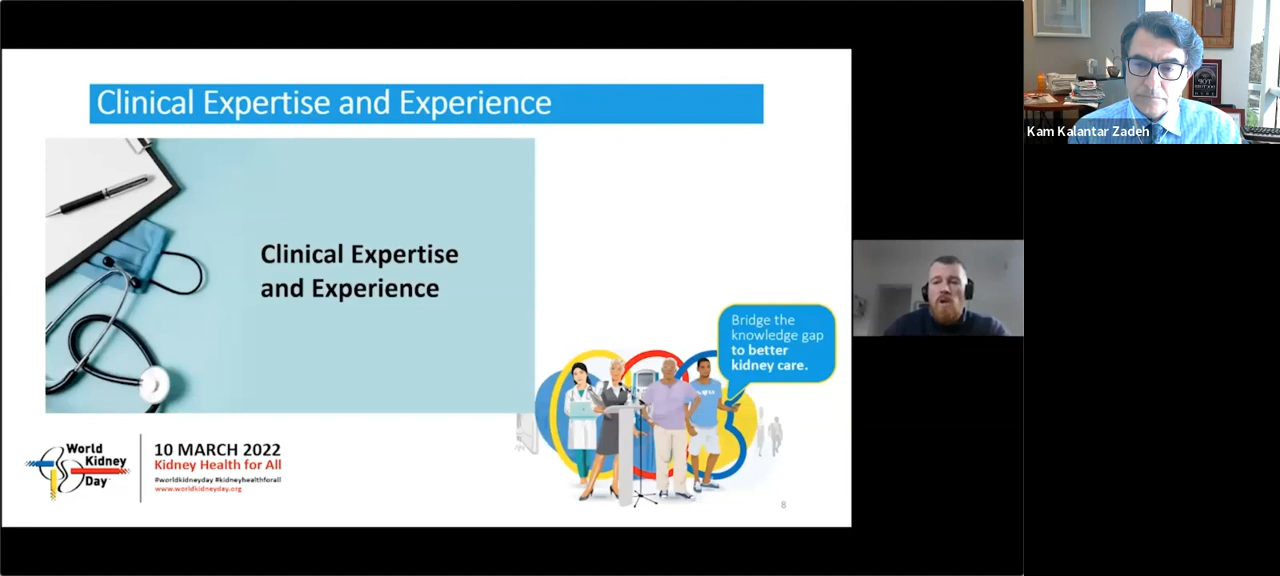 Clinical Expertise and Experience
Clinical Expertise
and Experience
Bridge the
knowledge gap
to better
kidney care.
World
Kidney
Day
10 MARCH 2022
Kidney Health for All
#worldkidneyday #kidneyhealthforall
www.worldkidneyday.org
8
Kam Kalantar Zadeh